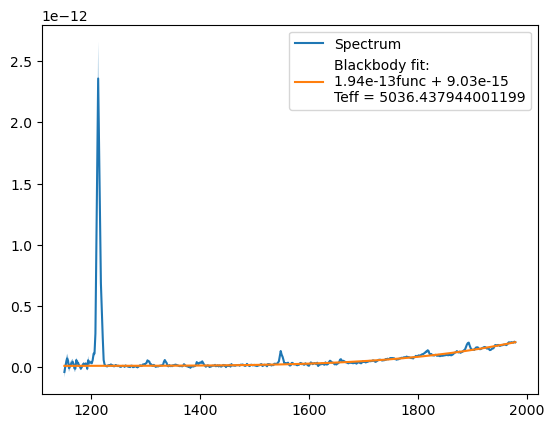 1e−12
2.5
2.0
1.5
1.0
0.5
0.0
1200
1400
1600
1800
2000
Spectrum
Blackbody fit:
1.94e-13func + 9.03e-15
Teff = 5036.437944001199